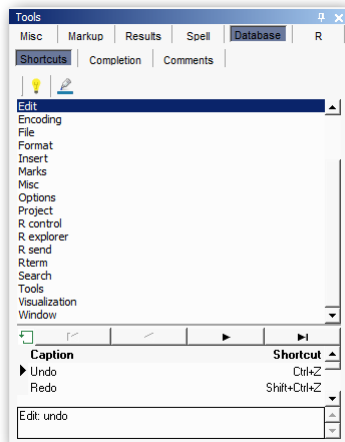 Tools
Misc Markup Results Spell Database R
Shortcuts Completion Comments
Edit
Encoding
File
Format
Insert
Marks
Misc
Options
Project
R control
R explorer
R send
Rterm
Search
Tools
Visualization
Window
Caption Shortcut
Undo Ctrl+Z
Redo Shift+Ctrl+Z
Edit: undo